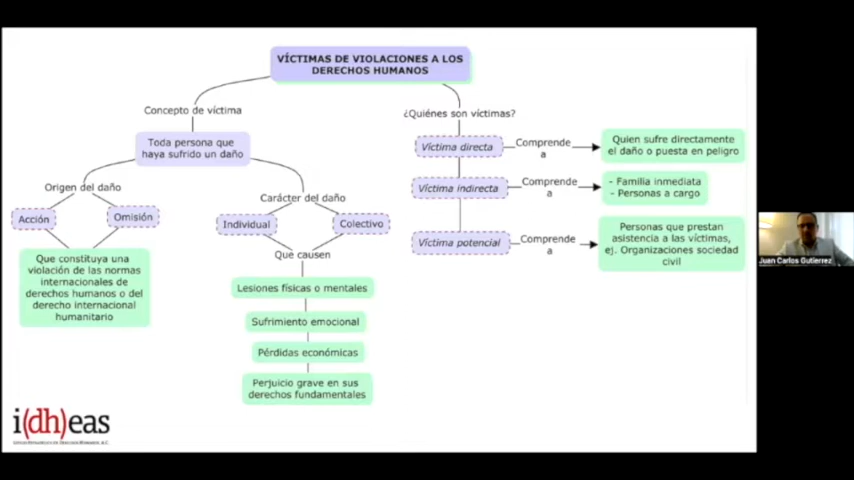 VÍCTIMAS DE VIOLACIONES A LOS
DERECHOS HUMANOS
Concepto de víctima
Toda persona que
haya sufrido un daño
Origen del daño
Acción
Omisión
Que constituya una
violación de las normas
internacionales de
derechos humanos o del
derecho internacional
humanitario
Carácter del daño
Individual
Colectivo
Que causen
Lesiones físicas o mentales
Sufrimiento emocional
Pérdidas económicas
Perjuicio grave en sus
derechos fundamentales
¿Quiénes son víctimas?
Víctima directa
Comprende
a
Quien sufre directamente
el daño o puesta en peligro
Víctima indirecta
Comprende
a
- Familia inmediata
- Personas a cargo
Víctima potencial
Comprende
a
Personas que prestan
asistencia a las víctimas,
ej. Organizaciones sociedad
civil
Juan Carlos Gutierrez
i(dh)eas